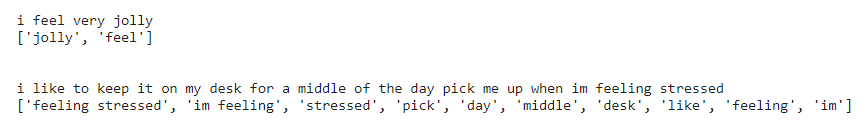 i feel very jolly
['jolly', 'feel']
i like to keep it on my desk for a middle of the day pick me up when im feeling stressed
['feeling stressed', 'im feeling', 'stressed', 'pick', 'day', 'middle', 'desk', 'like', 'feeling', 'im']